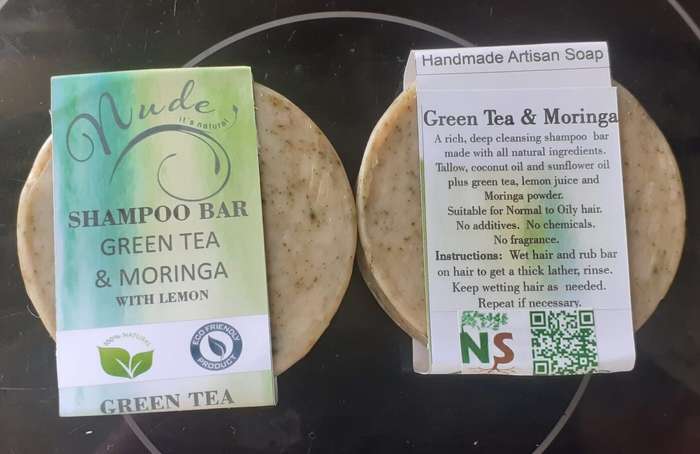 Nude
it's natural
SHAMPOO BAR
GREEN TEA
& MORINGA
WITH LEMON
100% NATURAL
ECO FRIENDLY
PRODUCT
GREEN TEA
Handmade Artisan Soap
Green Tea & Moringa
A rich, deep cleansing shampoo bar
made with all natural ingredients.
Tallow, coconut oil and sunflower oil
plus green tea, lemon juice and
Moringa powder.
Suitable for Normal to Oily hair.
No additives. No chemicals.
No fragrance.
Instructions: Wet hair and rub bar
on hair to get a thick lather, rinse.
Keep wetting hair as needed.
Repeat if necessary.
NS